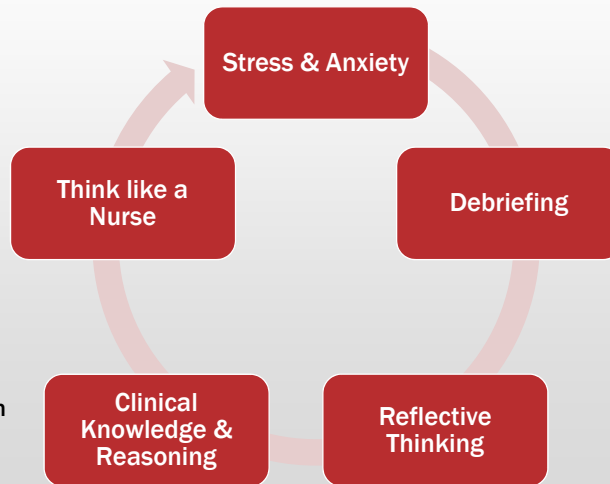 Stress & Anxiety
Debriefing
Reflective
Thinking
Clinical
Knowledge &
Reasoning
Think like a
Nurse